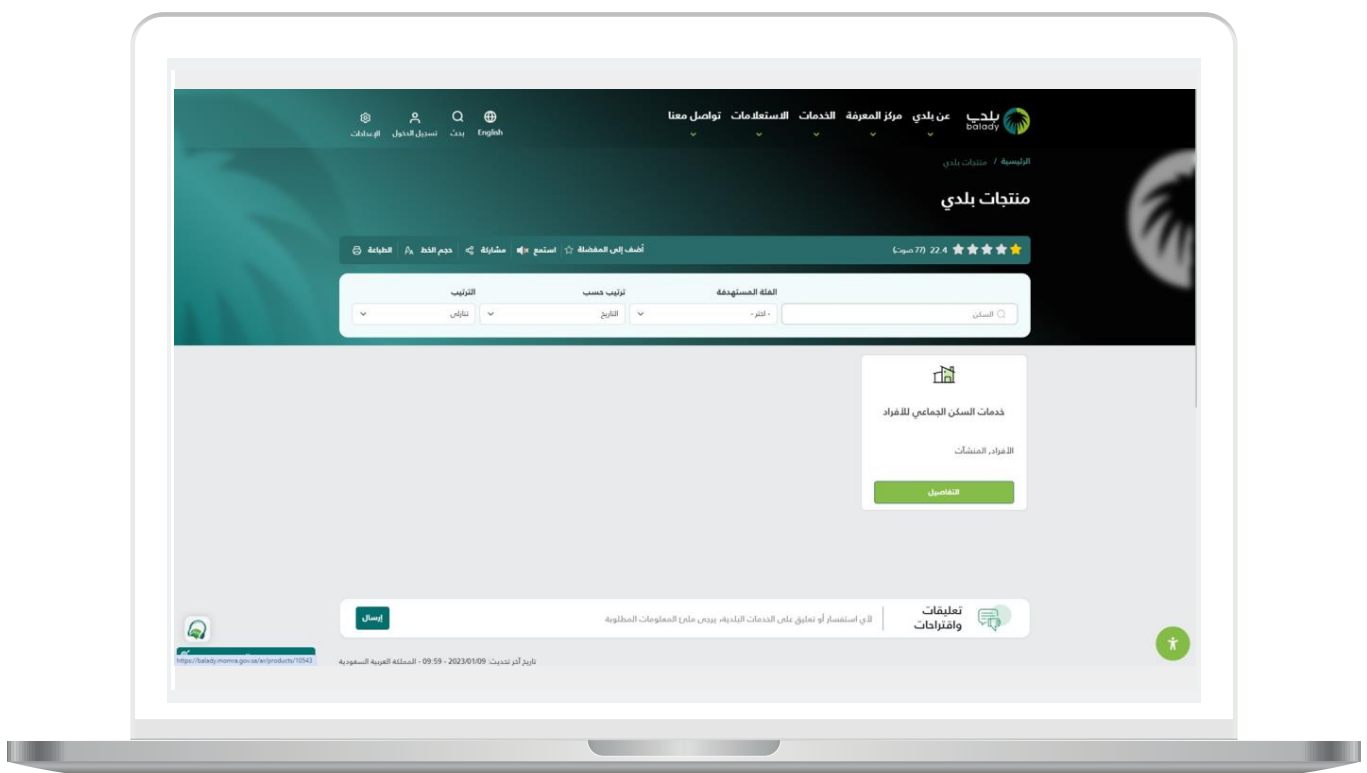 بلدي
balady
عن بلدي
مركز المعرفة
الخدمات
الاستعلامات
تواصل معنا
English
بحث
تسجيل الدخول
الإعدادات
الرئيسية / منتجات بلدي
منتجات بلدي
22.4 (77 صوت)
أضف إلى المفضلة
استمع
مشاركة
حجم الخط
الطباعة
الفئة المستهدفة
ترتيب حسب
الترتيب
السكن
- اختر -
التاريخ
تنازلي
خدمات السكن الجماعي للأفراد
الأفراد, المنشآت
التفاصيل
تعليقات
واقتراحات
لأي استفسار أو تعليق على الخدمات البلدية، يرجى ملئ المعلومات المطلوبة
إرسال
تاريخ آخر تحديث: 2023/01/09 - 09:59 - المملكة العربية السعودية
https://balady.momra.gov.sa/ar/products/10543